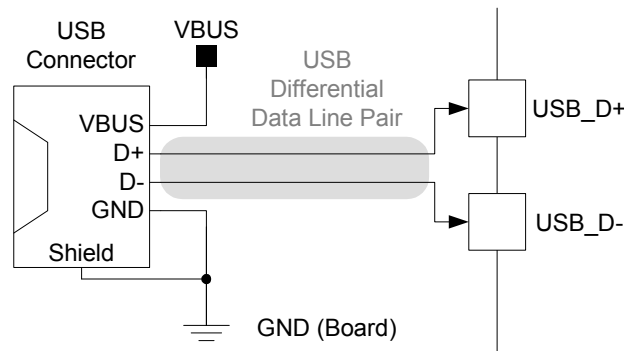 USB
Connector
VBUS
USB
Differential
Data Line Pair
VBUS
D+
D-
GND
Shield
USB_D+
USB_D-
GND (Board)